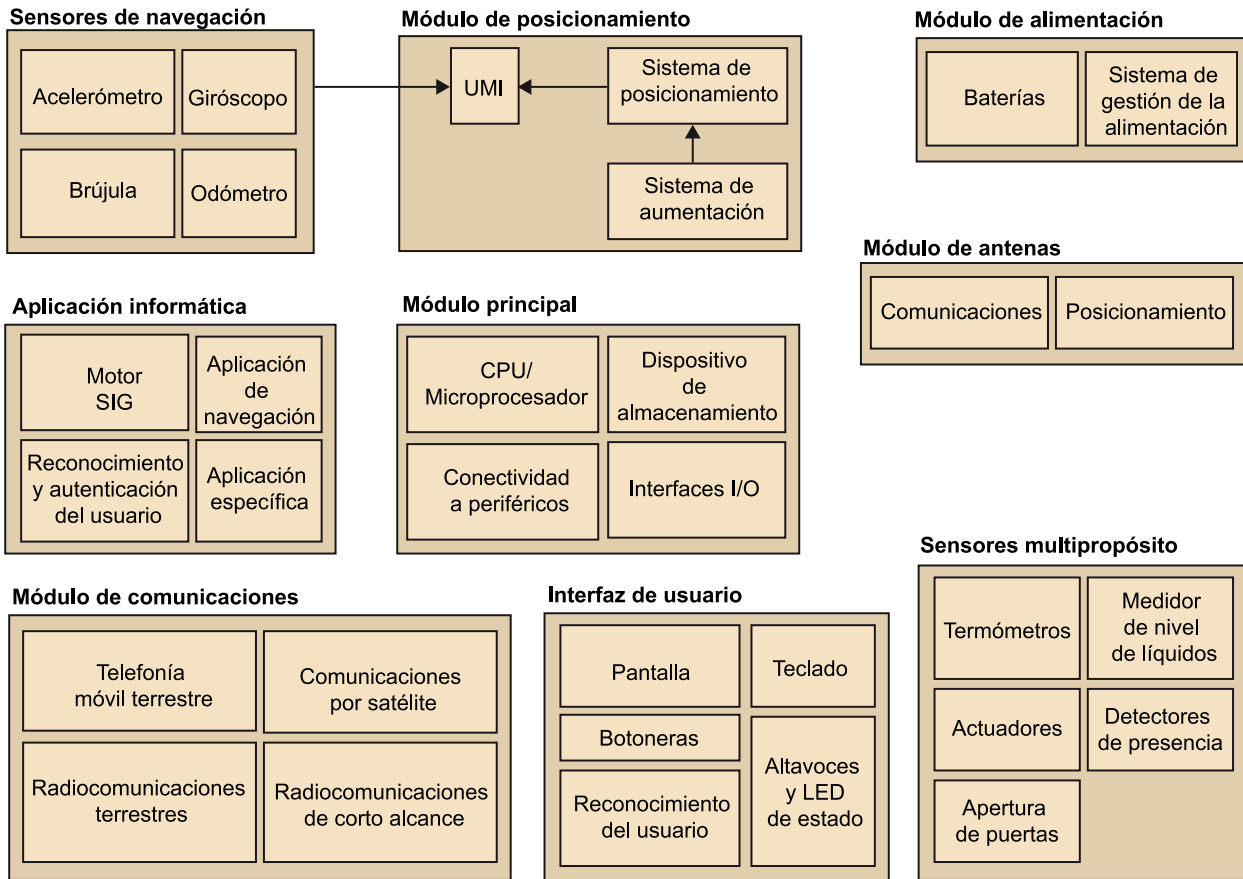 Sensores de navegación
Acelerómetro
Giróscopo
Brújula
Odómetro
Módulo de posicionamiento
UMI
Sistema de
posicionamiento
Sistema de
aumentación
Módulo de alimentación
Baterías
Sistema de
gestión de la
alimentación
Módulo de antenas
Comunicaciones
Posicionamiento
Aplicación informática
Motor
SIG
Aplicación
de
navegación
Reconocimiento
y autenticación
del usuario
Aplicación
específica
Módulo principal
CPU/
Microprocesador
Dispositivo
de
almacenamiento
Conectividad
a periféricos
Interfaces I/O
Módulo de comunicaciones
Telefonía
móvil terrestre
Comunicaciones
por satélite
Radiocomunicaciones
terrestres
Radiocomunicaciones
de corto alcance
Interfaz de usuario
Pantalla
Teclado
Botoneras
Reconocimiento
del usuario
Altavoces
y LED
de estado
Sensores multipropósito
Termómetros
Medidor
de nivel
de líquidos
Actuadores
Detectores
de presencia
Apertura
de puertas